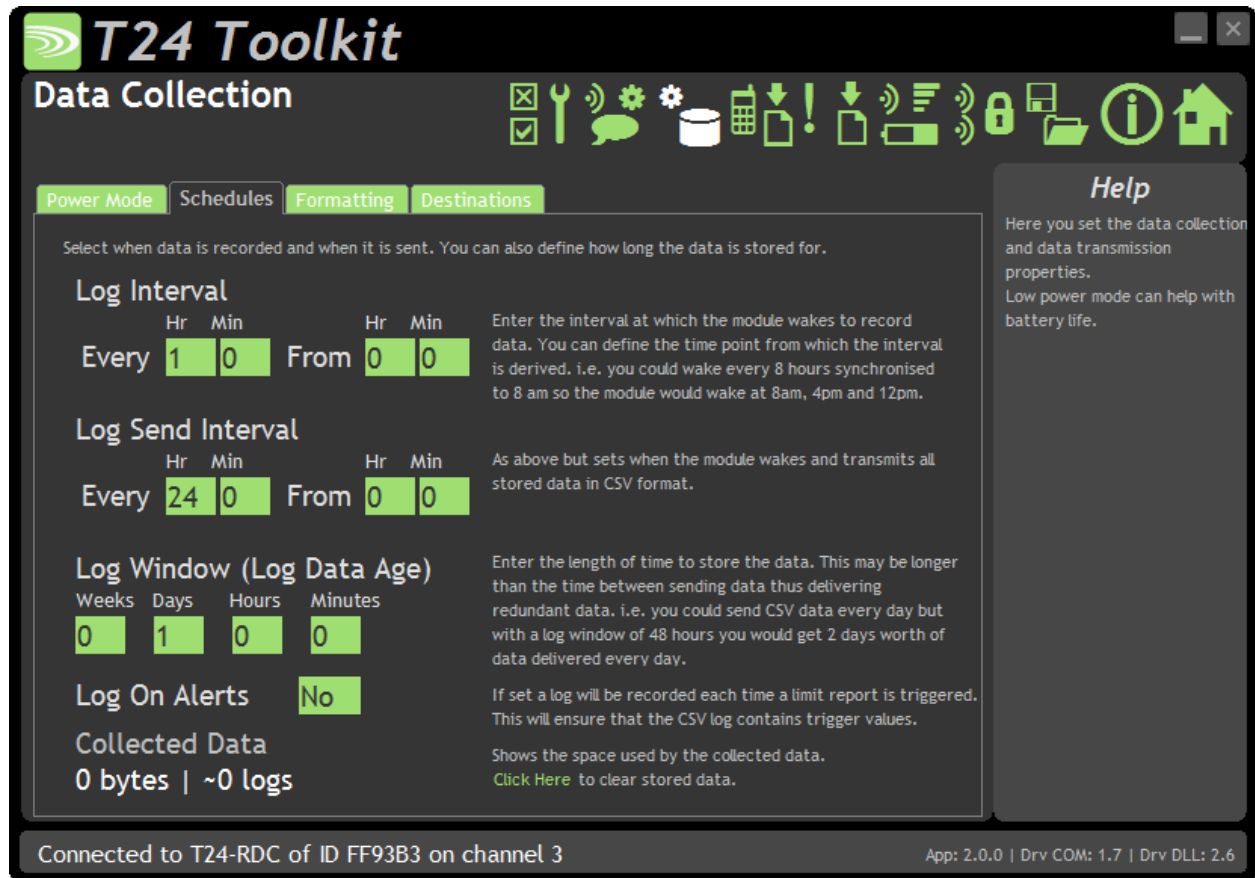 T24 Toolkit
Data Collection
Power Mode Schedules Formatting Destinations
Select when data is recorded and when it is sent. You can also define how long the data is stored for.
Log Interval
Hr Min Hr Min
Every 1 0 From 0 0
Enter the interval at which the module wakes to record
data. You can define the time point from which the interval
is derived. i.e. you could wake every 8 hours synchronised
to 8 am so the module would wake at 8am, 4pm and 12pm.
Log Send Interval
Hr Min Hr Min
Every 24 0 From 0 0
As above but sets when the module wakes and transmits all
stored data in CSV format.
Log Window (Log Data Age)
Weeks Days Hours Minutes
0 1 0 0
Enter the length of time to store the data. This may be longer
than the time between sending data thus delivering
redundant data. i.e. you could send CSV data every day but
with a log window of 48 hours you would get 2 days worth of
data delivered every day.
Log On Alerts No
If set a log will be recorded each time a limit report is triggered.
This will ensure that the CSV log contains trigger values.
Collected Data
0 bytes | ~0 logs
Shows the space used by the collected data.
Click Here to clear stored data.
Help
Here you set the data collection
and data transmission
properties.
Low power mode can help with
battery life.
Connected to T24-RDC of ID FF93B3 on channel 3
App: 2.0.0 | Drv COM: 1.7 | Drv DLL: 2.6